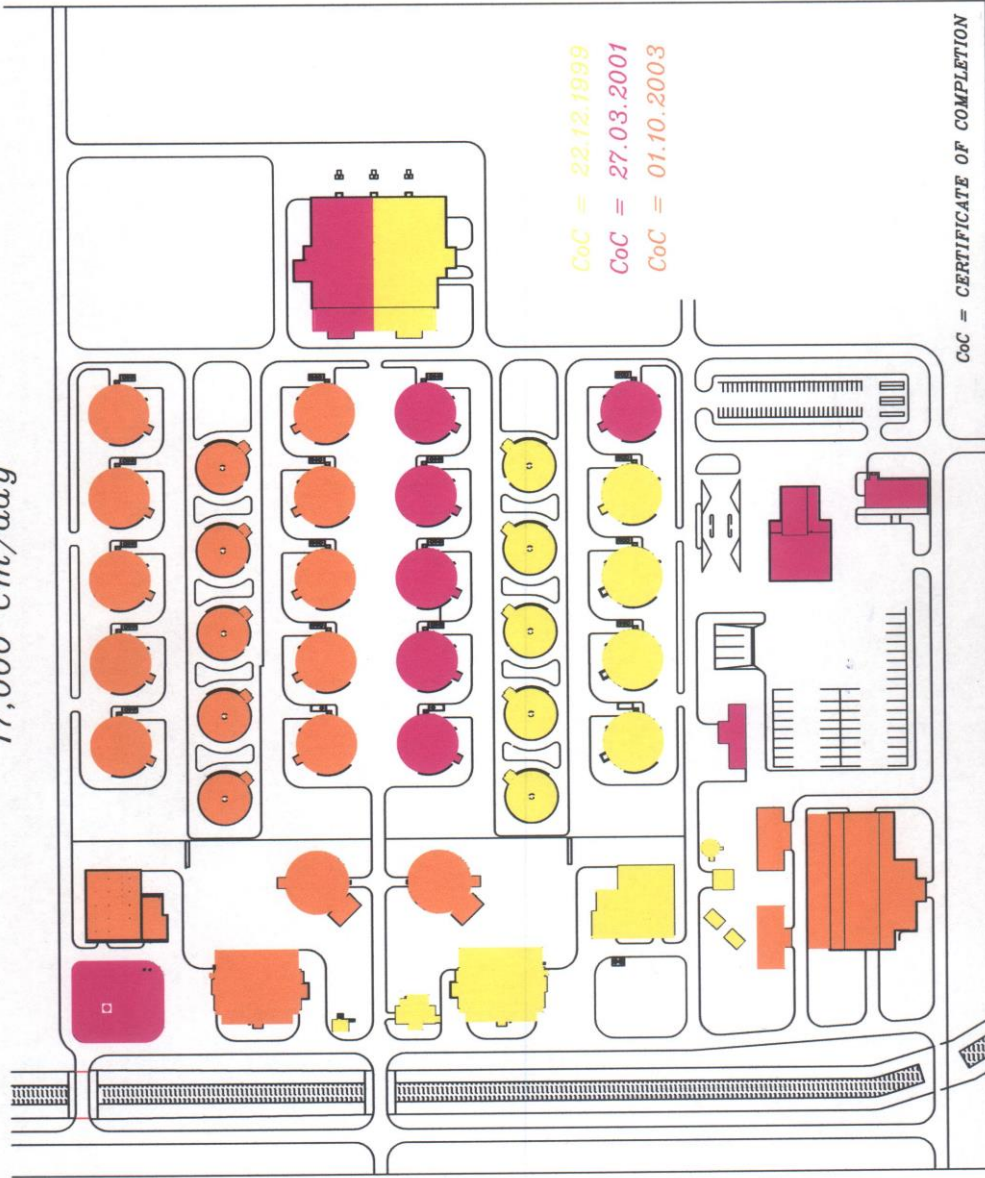 CoC = 22.12.1999
CoC = 27.03.2001
CoC = 01.10.2003
CoC = CERTIFICATE OF COMPLETION